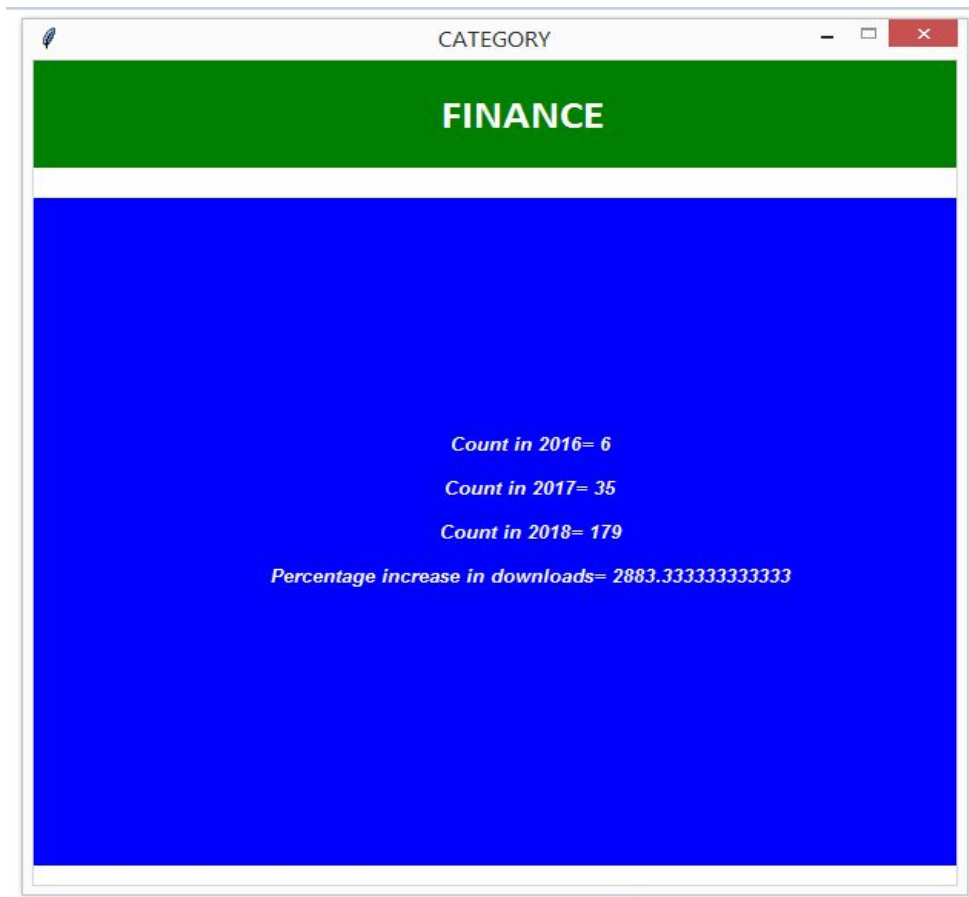 CATEGORY
FINANCE
Count in 2016= 6
Count in 2017= 35
Count in 2018= 179
Percentage increase in downloads= 2883.333333333333